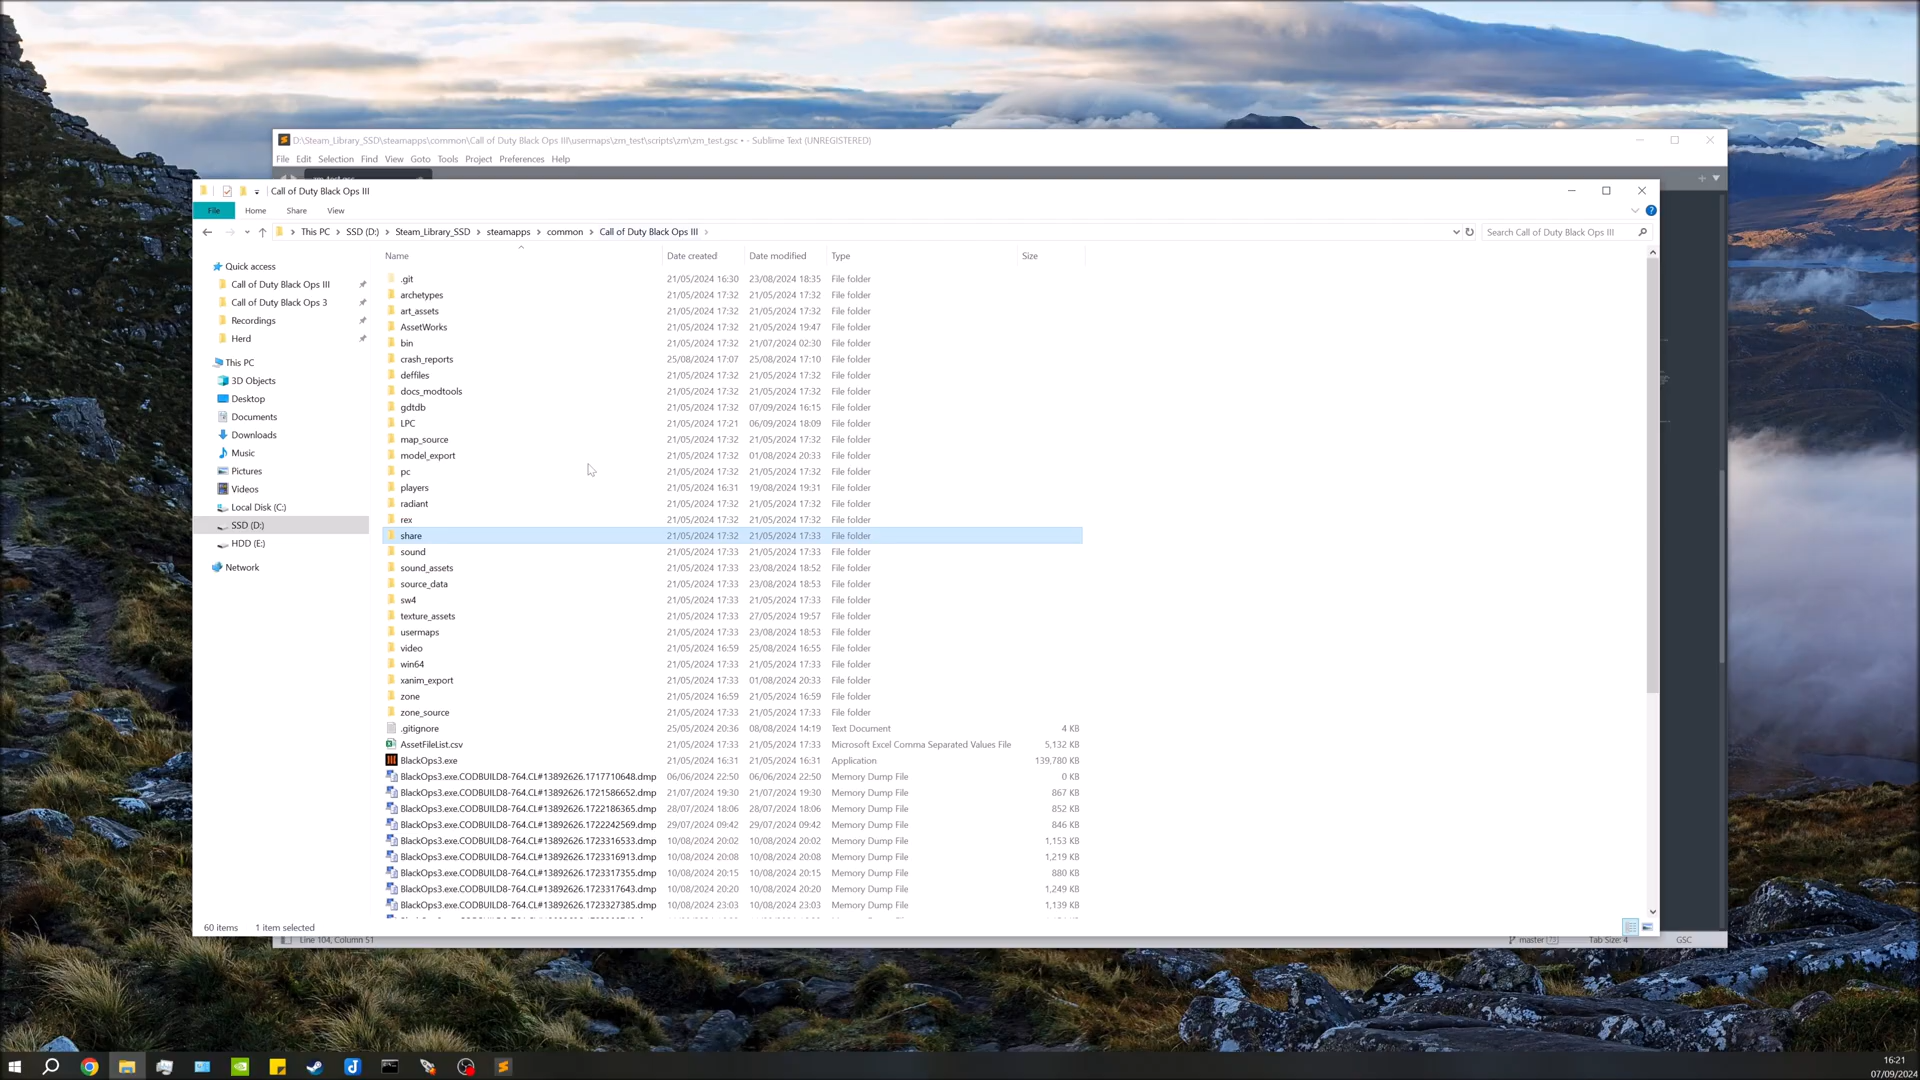 D:\Steam_Library_SSD\steamapps\common\Call of Duty Black Ops III\usermaps\zm_test\scripts\zm\zm_test.gsc • - Sublime Text (UNREGISTERED)
File Edit Selection Find View Goto Tools Project Preferences Help
Call of Duty Black Ops III
File Home Share View
This PC > SSD (D:) > Steam_Library_SSD > steamapps > common > Call of Duty Black Ops III >
Search Call of Duty Black Ops III
Name Date created Date modified Type Size
Quick access
Call of Duty Black Ops III
Call of Duty Black Ops 3
Recordings
Herd
This PC
3D Objects
Desktop
Documents
Downloads
Music
Pictures
Videos
Local Disk (C:)
SSD (D:)
HDD (E:)
Network
.git 21/05/2024 16:30 23/08/2024 18:35 File folder
archetypes 21/05/2024 17:32 21/05/2024 17:32 File folder
art_assets 21/05/2024 17:32 21/05/2024 17:32 File folder
AssetWorks 21/05/2024 17:32 21/05/2024 19:47 File folder
bin 21/05/2024 17:32 21/07/2024 02:30 File folder
crash_reports 25/08/2024 17:07 25/08/2024 17:10 File folder
deffiles 21/05/2024 17:32 21/05/2024 17:32 File folder
docs_modtools 21/05/2024 17:32 21/05/2024 17:32 File folder
gdtdb 21/05/2024 17:32 07/09/2024 16:15 File folder
LPC 21/05/2024 17:21 06/09/2024 18:09 File folder
map_source 21/05/2024 17:32 21/05/2024 17:32 File folder
model_export 21/05/2024 17:32 01/08/2024 20:33 File folder
pc 21/05/2024 17:32 21/05/2024 17:32 File folder
players 21/05/2024 16:31 19/08/2024 19:31 File folder
radiant 21/05/2024 17:32 21/05/2024 17:32 File folder
rex 21/05/2024 17:32 21/05/2024 17:32 File folder
share 21/05/2024 17:32 21/05/2024 17:33 File folder
sound 21/05/2024 17:33 21/05/2024 17:33 File folder
sound_assets 21/05/2024 17:33 23/08/2024 18:52 File folder
source_data 21/05/2024 17:33 23/08/2024 18:53 File folder
sw4 21/05/2024 17:33 21/05/2024 17:33 File folder
texture_assets 21/05/2024 17:33 27/05/2024 19:57 File folder
usermaps 21/05/2024 17:33 23/08/2024 18:53 File folder
video 21/05/2024 16:59 25/08/2024 16:55 File folder
win64 21/05/2024 17:33 21/05/2024 17:33 File folder
xanim_export 21/05/2024 17:33 01/08/2024 20:33 File folder
zone 21/05/2024 16:59 21/05/2024 16:59 File folder
zone_source 21/05/2024 17:33 21/05/2024 17:33 File folder
.gitignore 25/05/2024 20:36 08/08/2024 14:19 Text Document 4 KB
AssetFileList.csv 21/05/2024 17:33 21/05/2024 17:33 Microsoft Excel Comma Separated Values File 5,132 KB
BlackOps3.exe 21/05/2024 16:31 21/05/2024 16:31 Application 139,780 KB
BlackOps3.exe.CODBUILD8-764.CL#13892626.1717710648.dmp 06/06/2024 22:50 06/06/2024 22:50 Memory Dump File 0 KB
BlackOps3.exe.CODBUILD8-764.CL#13892626.1721586652.dmp 21/07/2024 19:30 21/07/2024 19:30 Memory Dump File 867 KB
BlackOps3.exe.CODBUILD8-764.CL#13892626.1722186365.dmp 28/07/2024 18:06 28/07/2024 18:06 Memory Dump File 852 KB
BlackOps3.exe.CODBUILD8-764.CL#13892626.1722242569.dmp 29/07/2024 09:42 29/07/2024 09:42 Memory Dump File 846 KB
BlackOps3.exe.CODBUILD8-764.CL#13892626.1723316533.dmp 10/08/2024 20:02 10/08/2024 20:02 Memory Dump File 1,153 KB
BlackOps3.exe.CODBUILD8-764.CL#13892626.1723316913.dmp 10/08/2024 20:08 10/08/2024 20:08 Memory Dump File 1,219 KB
BlackOps3.exe.CODBUILD8-764.CL#13892626.1723317355.dmp 10/08/2024 20:15 10/08/2024 20:15 Memory Dump File 880 KB
BlackOps3.exe.CODBUILD8-764.CL#13892626.1723317643.dmp 10/08/2024 20:20 10/08/2024 20:20 Memory Dump File 1,249 KB
BlackOps3.exe.CODBUILD8-764.CL#13892626.1723327385.dmp 10/08/2024 23:03 10/08/2024 23:03 Memory Dump File 1,139 KB
60 items 1 item selected
Line 104, Column 51 master Tab Size: 4 GSC
16:21
07/09/2024